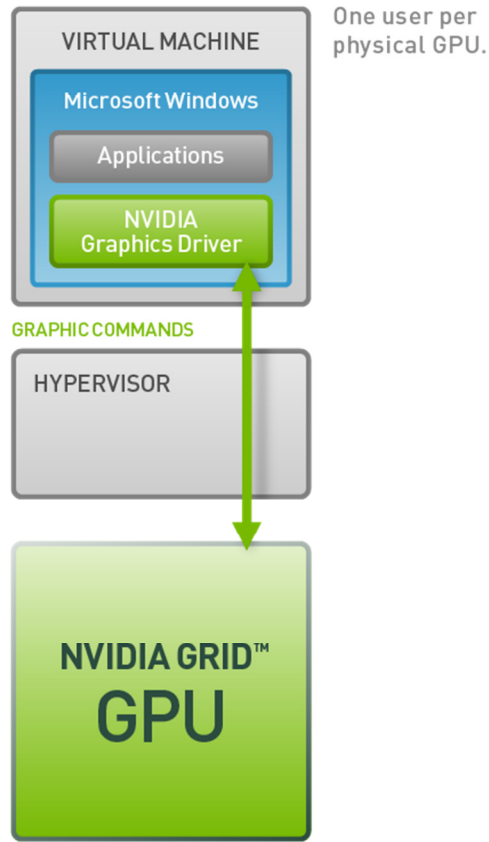 One user per
physical GPU.
VIRTUAL MACHINE
Microsoft Windows
Applications
NVIDIA
Graphics Driver
GRAPHIC COMMANDS
HYPERVISOR
NVIDIA GRID™
GPU